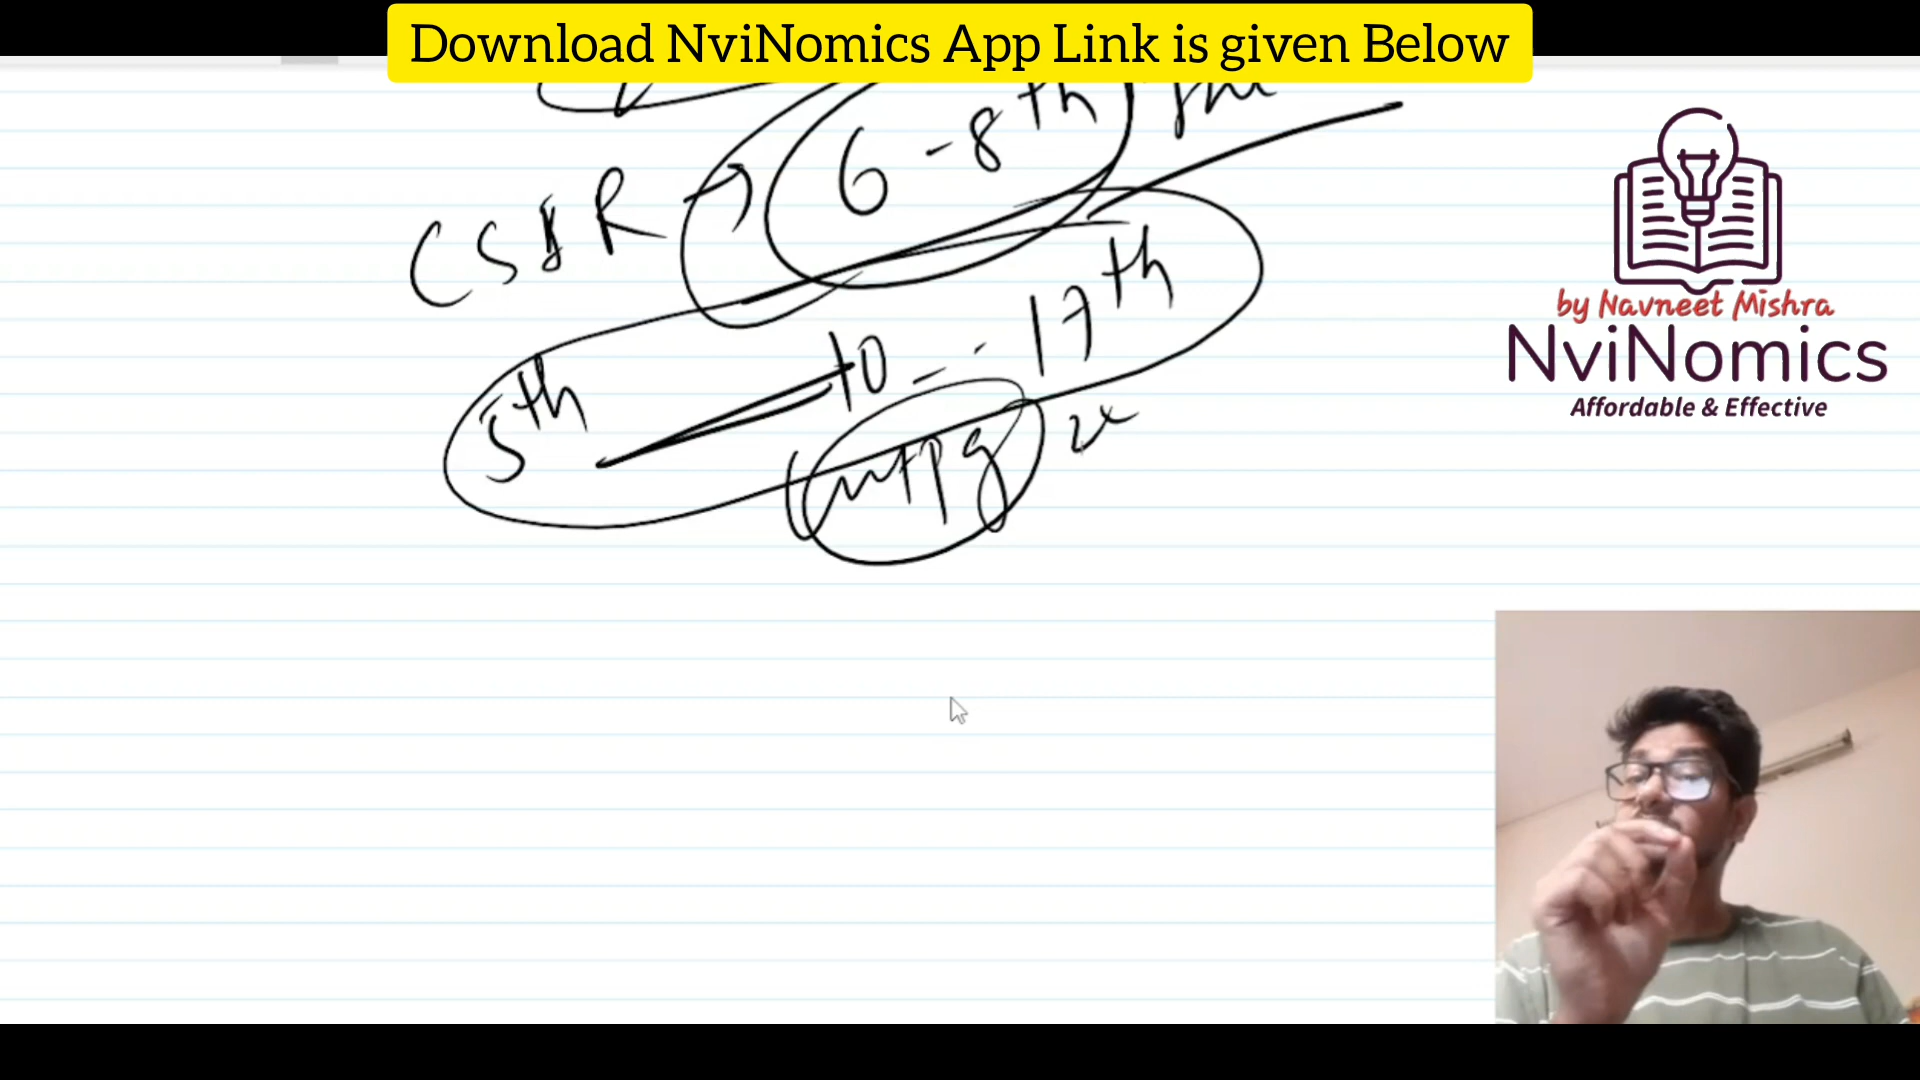 Download NviNomics App Link is given Below
6 - 8th
CSIR →
5th 10 - 17th
by Navneet Mishra
NviNomics
Affordable & Effective